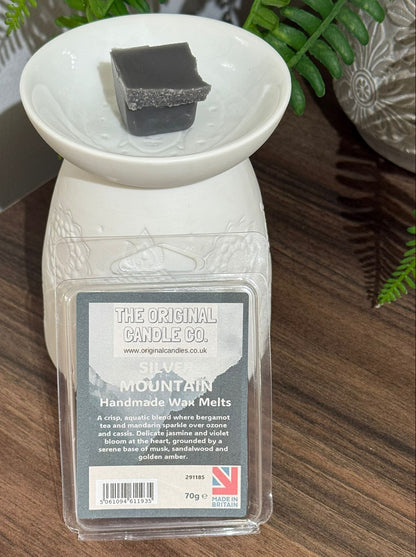 THE ORIGINAL
CANDLE CO.
www.originalcandles.co.uk
SILVER
MOUNTAIN
Handmade Wax Melts
A crisp, aquatic blend where bergamot
tea and mandarin sparkle over ozone
and cassis. Delicate jasmine and violet
bloom at the heart, grounded by a
serene base of musk, sandalwood and
golden amber.
291185
5 061094 611935
70g e
MADE IN
BRITAIN